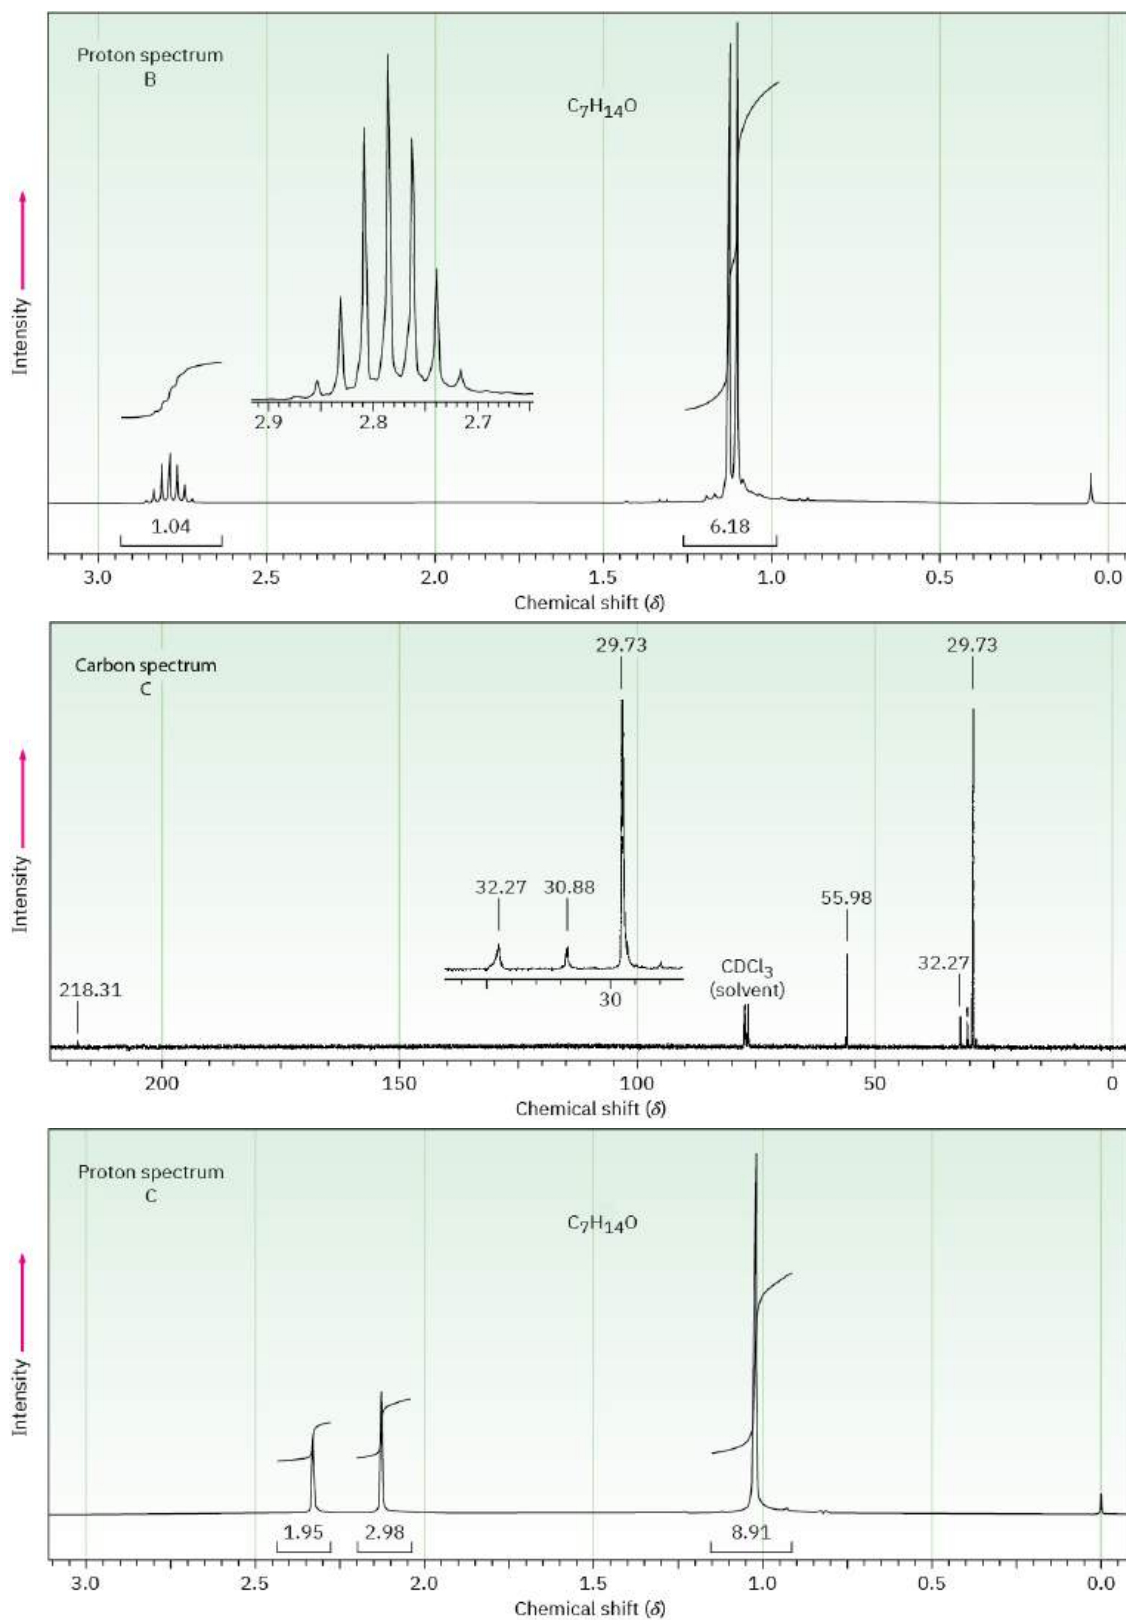 Proton spectrum
B
C7H14O
Intensity
2.9 2.8 2.7
1.04
6.18
3.0 2.5 2.0 1.5 1.0 0.5 0.0
Chemical shift (δ)
Carbon spectrum
C
29.73
29.73
32.27 30.88
55.98
CDCl3
(solvent)
32.27
218.31
30
Intensity
200 150 100 50 0
Chemical shift (δ)
Proton spectrum
C
C7H14O
Intensity
1.95 2.98 8.91
3.0 2.5 2.0 1.5 1.0 0.5 0.0
Chemical shift (δ)